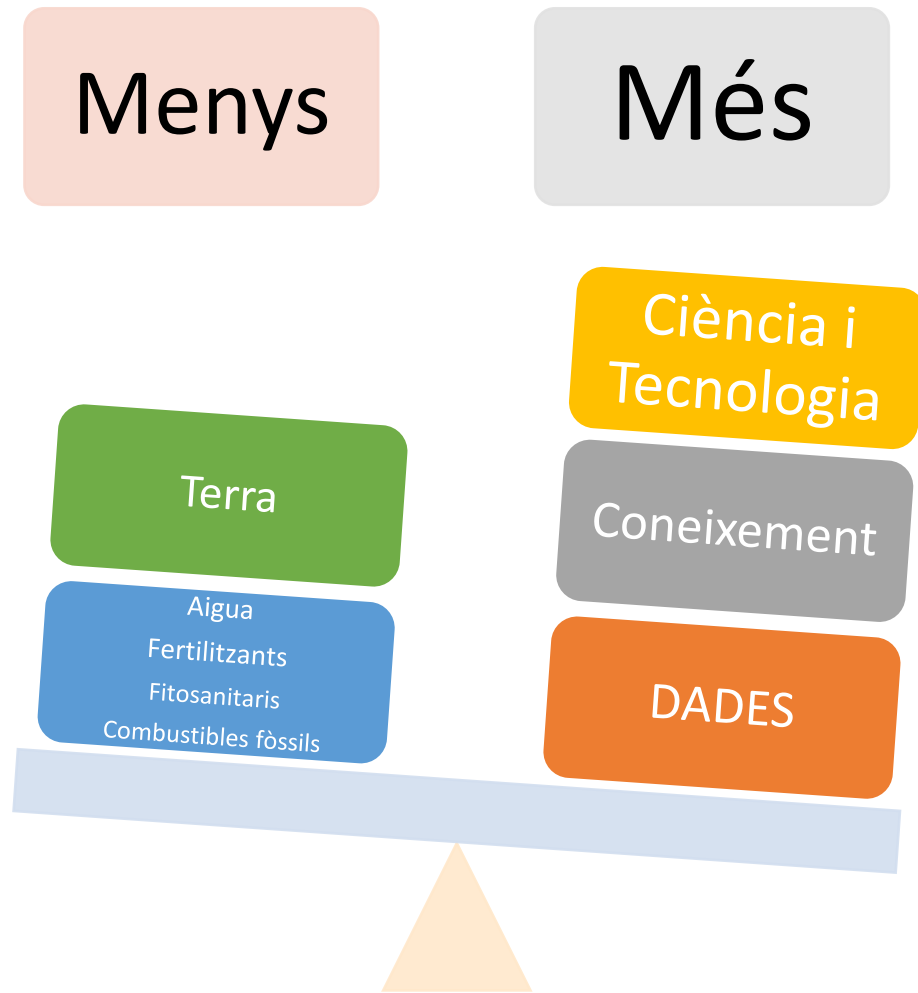 Menys
Més
Terra
Aigua
Fertilitzants
Fitosanitaris
Combustibles fòssils
Ciència i
Tecnologia
Coneixement
DADES